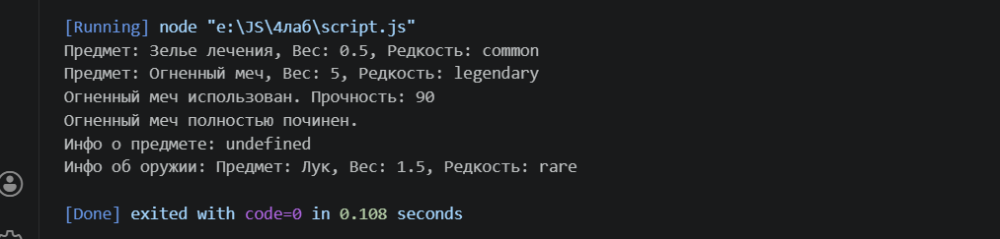 [Running] node "e:\JS\4лаб\script.js"
Предмет: Зелье лечения, Вес: 0.5, Редкость: common
Предмет: Огненный меч, Вес: 5, Редкость: legendary
Огненный меч использован. Прочность: 90
Огненный меч полностью починен.
Инфо о предмете: undefined
Инфо об оружии: Предмет: Лук, Вес: 1.5, Редкость: rare
[Done] exited with code=0 in 0.108 seconds